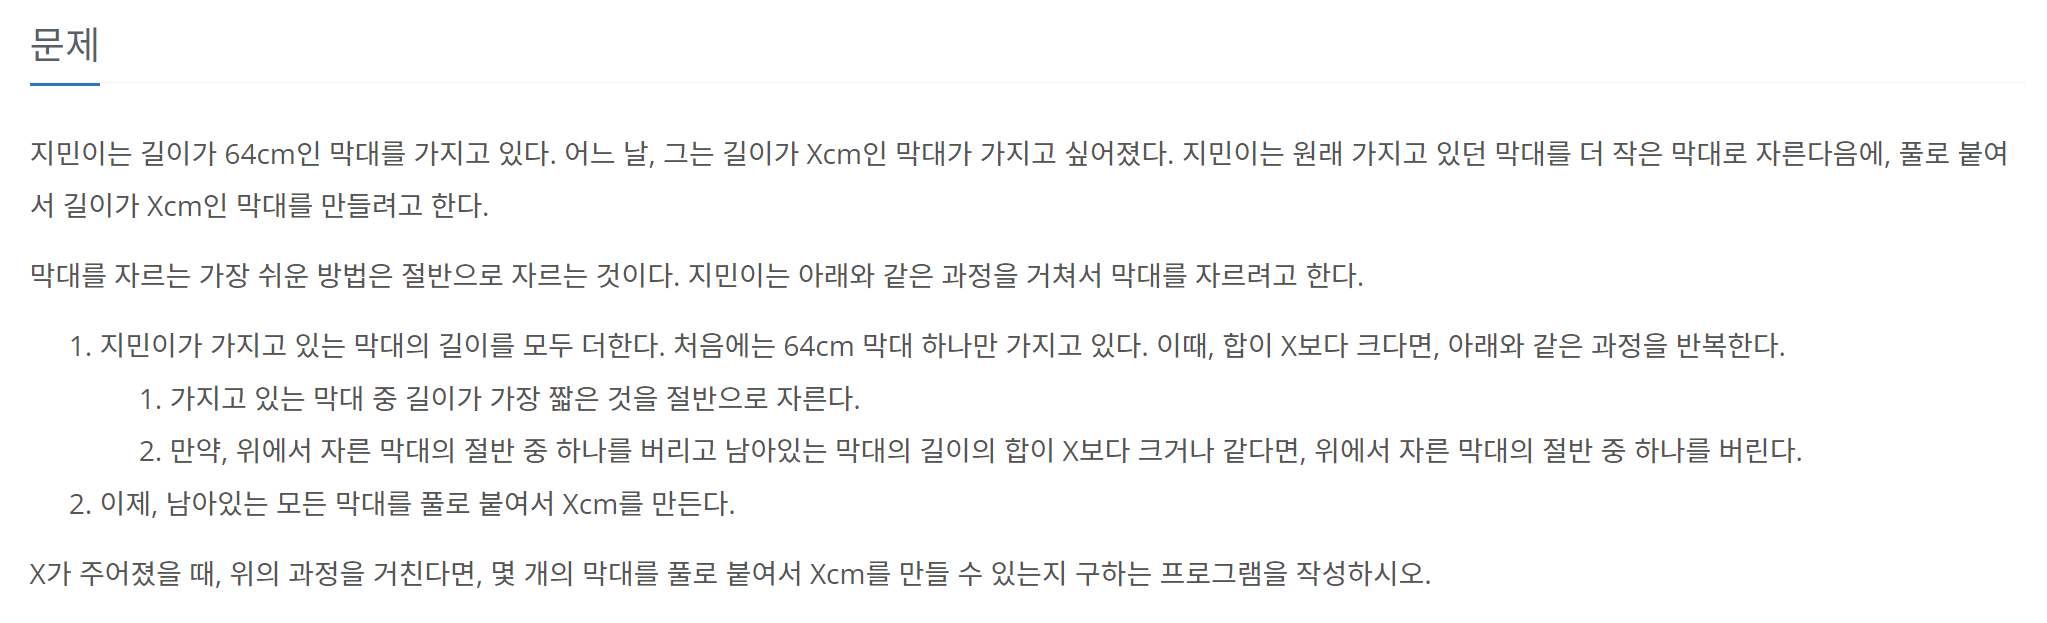 문제
지민이는 길이가 64cm인 막대를 가지고 있다. 어느 날, 그는 길이가 Xcm인 막대가 가지고 싶어졌다. 지민이는 원래 가지고 있던 막대를 더 작은 막대로 자른다음에, 풀로 붙여
서 길이가 Xcm인 막대를 만들려고 한다.
막대를 자르는 가장 쉬운 방법은 절반으로 자르는 것이다. 지민이는 아래와 같은 과정을 거쳐서 막대를 자르려고 한다.
1. 지민이가 가지고 있는 막대의 길이를 모두 더한다. 처음에는 64cm 막대 하나만 가지고 있다. 이때, 합이 X보다 크다면, 아래와 같은 과정을 반복한다.
1. 가지고 있는 막대 중 길이가 가장 짧은 것을 절반으로 자른다.
2. 만약, 위에서 자른 막대의 절반 중 하나를 버리고 남아있는 막대의 길이의 합이 X보다 크거나 같다면, 위에서 자른 막대의 절반 중 하나를 버린다.
2. 이제, 남아있는 모든 막대를 풀로 붙여서 Xcm를 만든다.
X가 주어졌을 때, 위의 과정을 거친다면, 몇 개의 막대를 풀로 붙여서 Xcm를 만들 수 있는지 구하는 프로그램을 작성하시오.